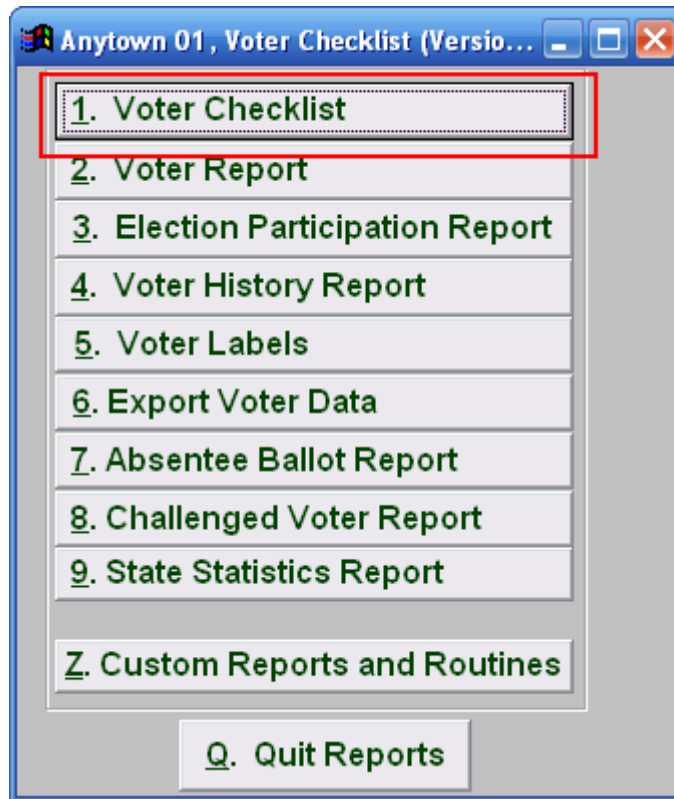 Anytown 01, Voter Checklist (Versio...
1. Voter Checklist
2. Voter Report
3. Election Participation Report
4. Voter History Report
5. Voter Labels
6. Export Voter Data
7. Absentee Ballot Report
8. Challenged Voter Report
9. State Statistics Report
Z. Custom Reports and Routines
Q. Quit Reports